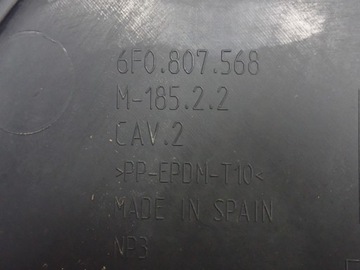 6F0.807.568
M-185.2.2
CAV.2
>PP-EPDM-T10<
MADE IN SPAIN
NP3